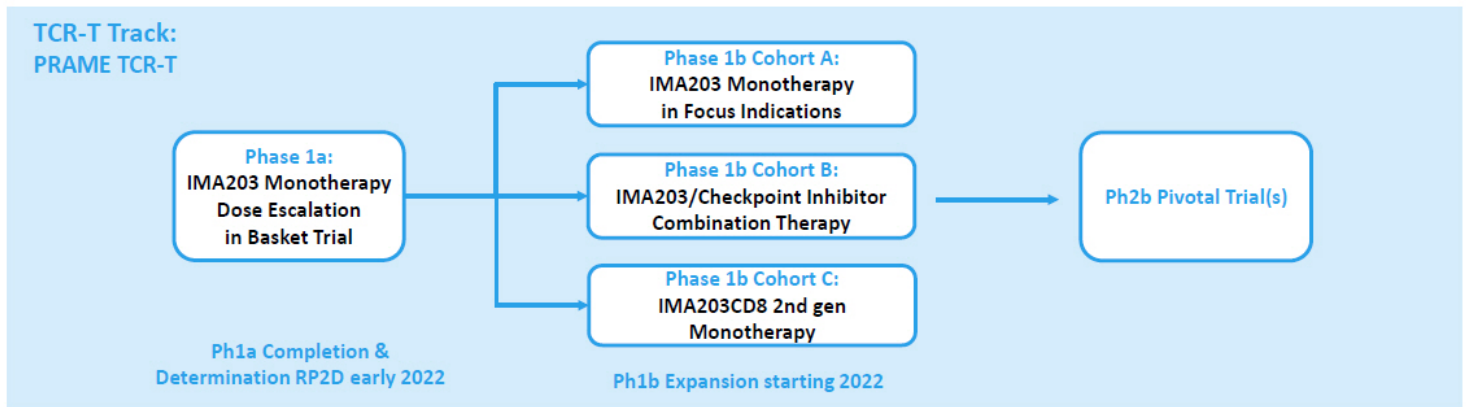 TCR-T Track:
PRAME TCR-T
Phase 1a:
IMA203 Monotherapy
Dose Escalation
in Basket Trial
Ph1a Completion &
Determination RP2D early 2022
Phase 1b Cohort A:
IMA203 Monotherapy
in Focus Indications
Phase 1b Cohort B:
IMA203/Checkpoint Inhibitor
Combination Therapy
Phase 1b Cohort C:
IMA203CD8 2nd gen
Monotherapy
Ph1b Expansion starting 2022
Ph2b Pivotal Trial(s)